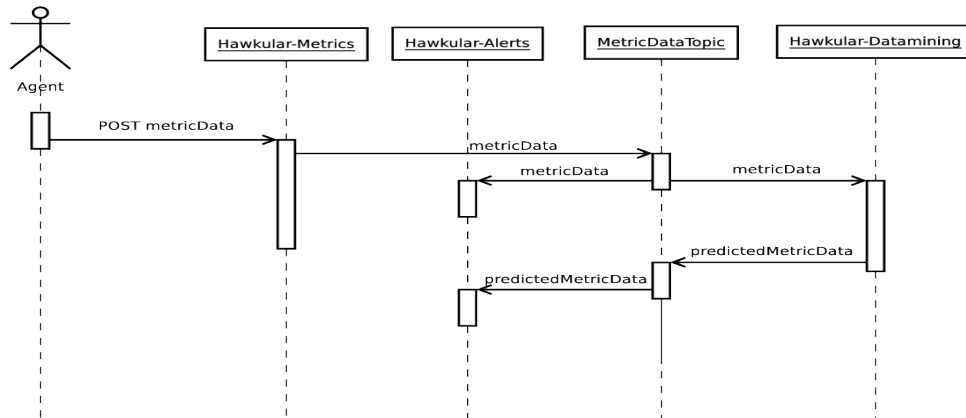 Agent
Hawkular-Metrics
Hawkular-Alerts
MetricDataTopic
Hawkular-Datamining
POST metricData
metricData
metricData
metricData
predictedMetricData
predictedMetricData